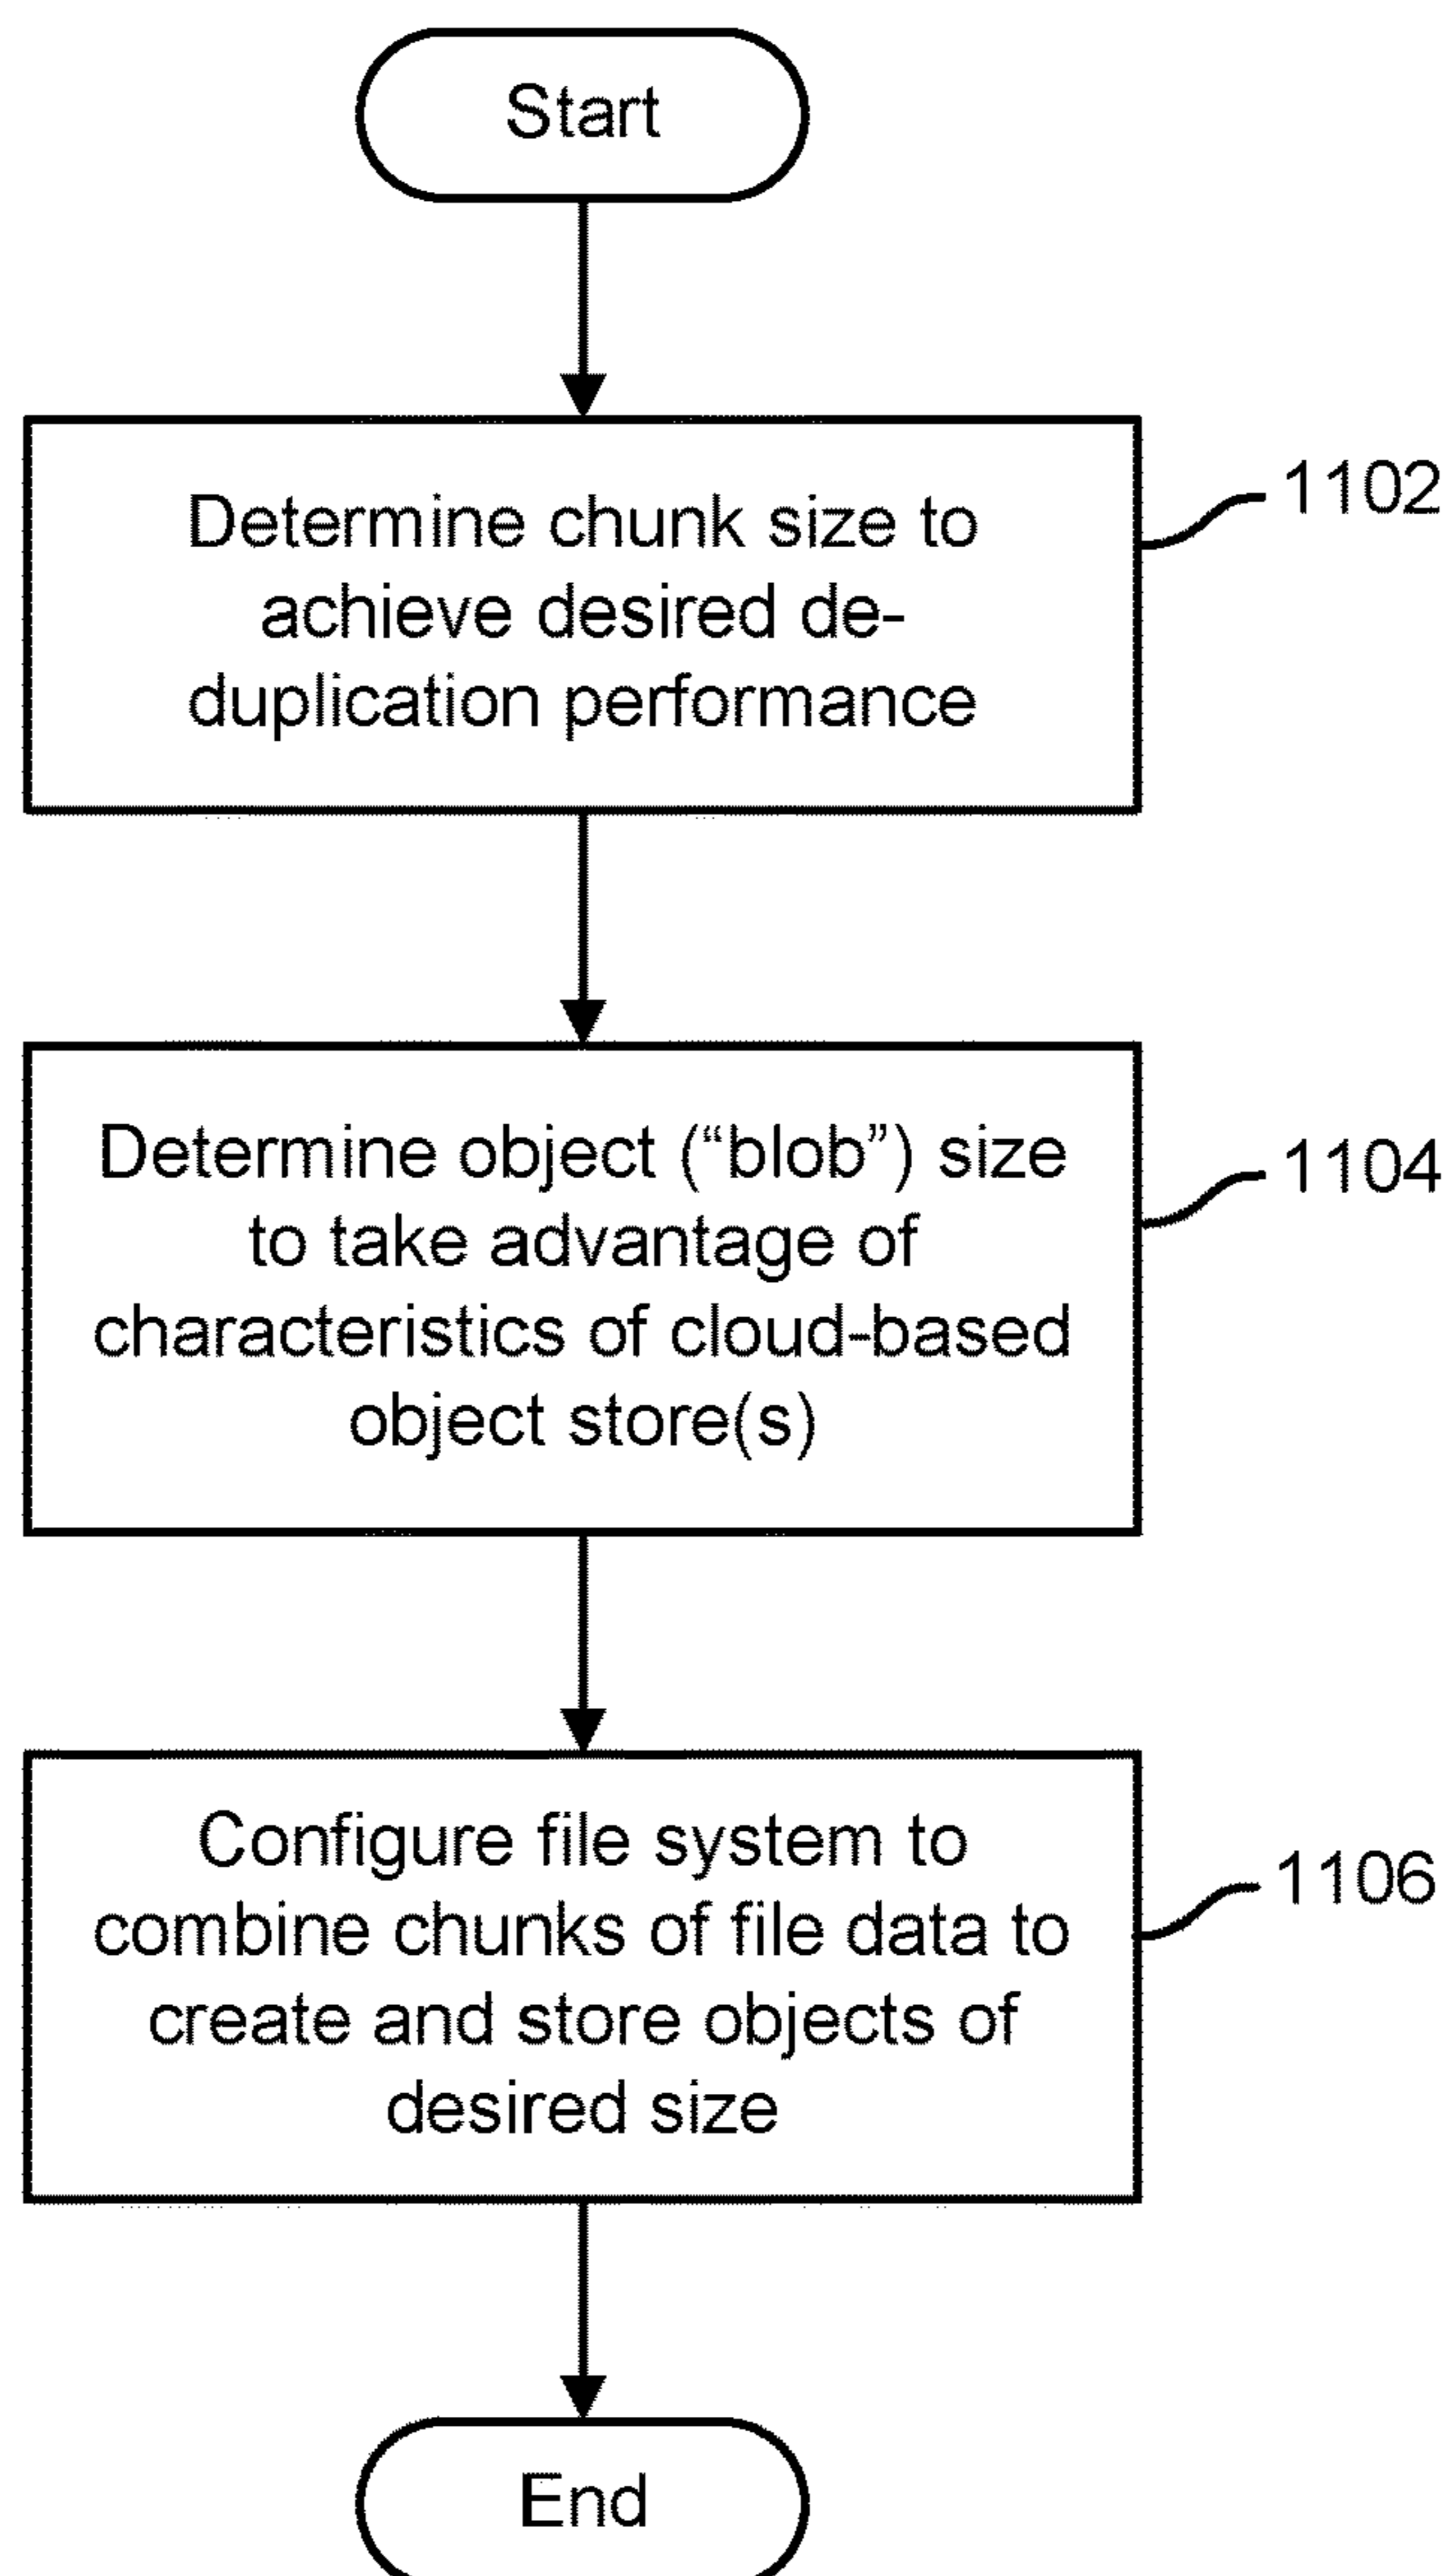 Start
Determine chunk size to
achieve desired de-
duplication performance
1102
Determine object (“blob”) size
to take advantage of
characteristics of cloud-based
object store(s)
1104
Configure file system to
combine chunks of file data to
create and store objects of
desired size
1106
End